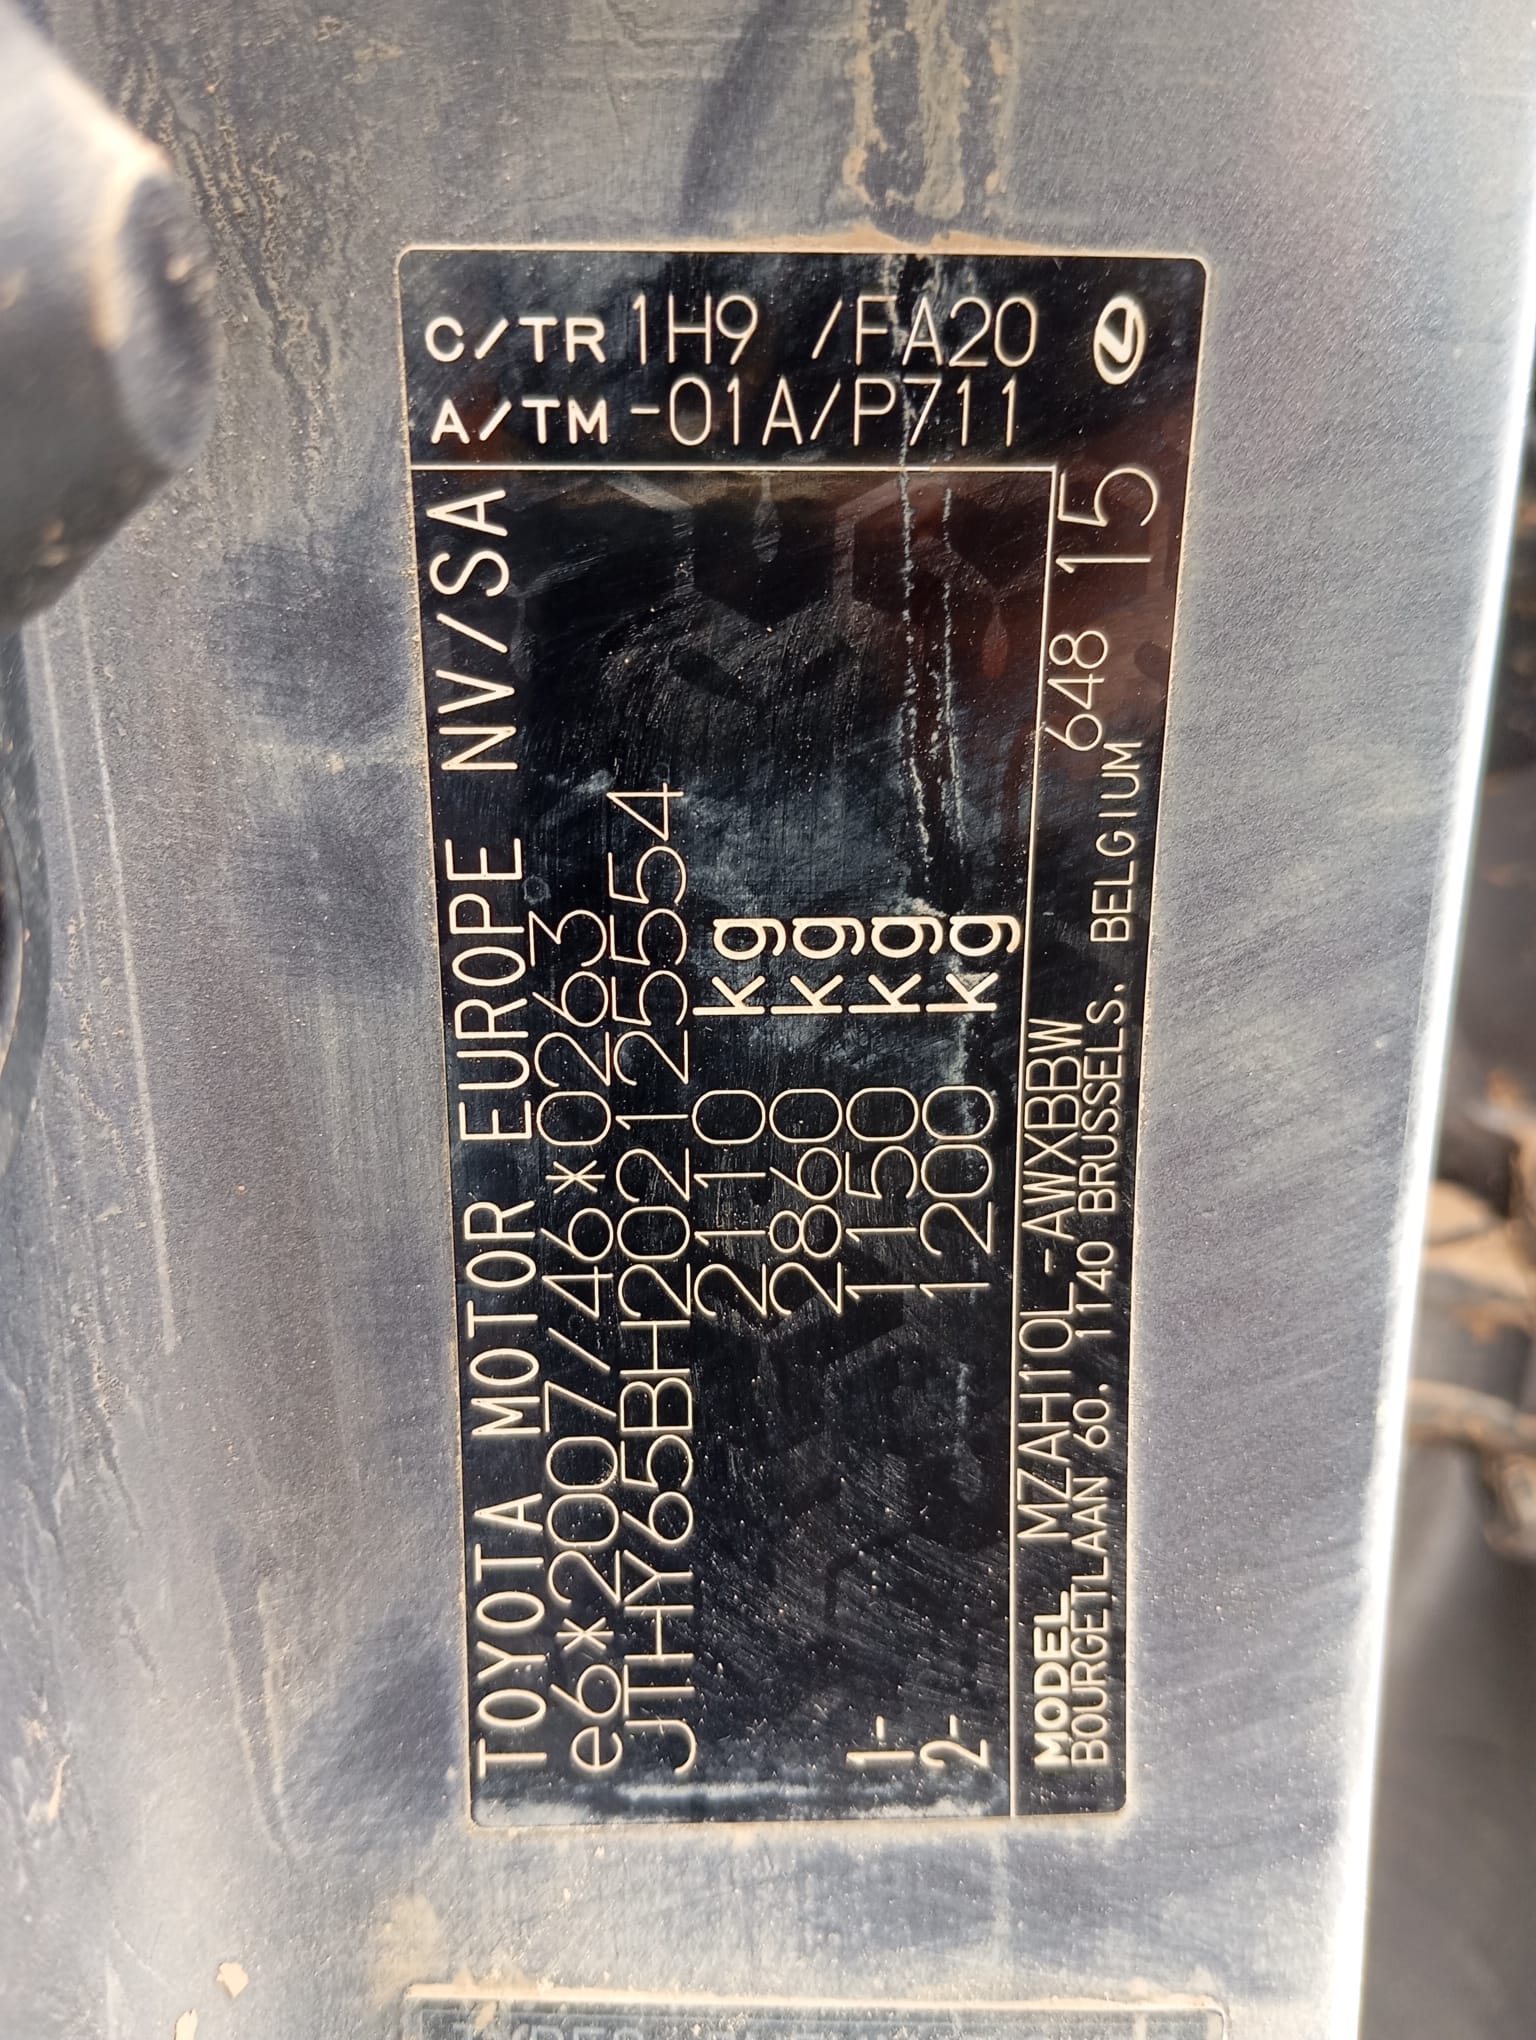 TOYOTA MOTOR EUROPE NV/SA
e6*2007/46*0263
JTHY65BH202125554
2110 kg
2860 kg
1- 1150 kg
2- 1200 kg
C/TR 1H9 /FA20
A/TM -01A/P711
MODEL MZAH10L-AWXBBW 648 15
BOURGETLAAN 60, 1140 BRUSSELS, BELGIUM